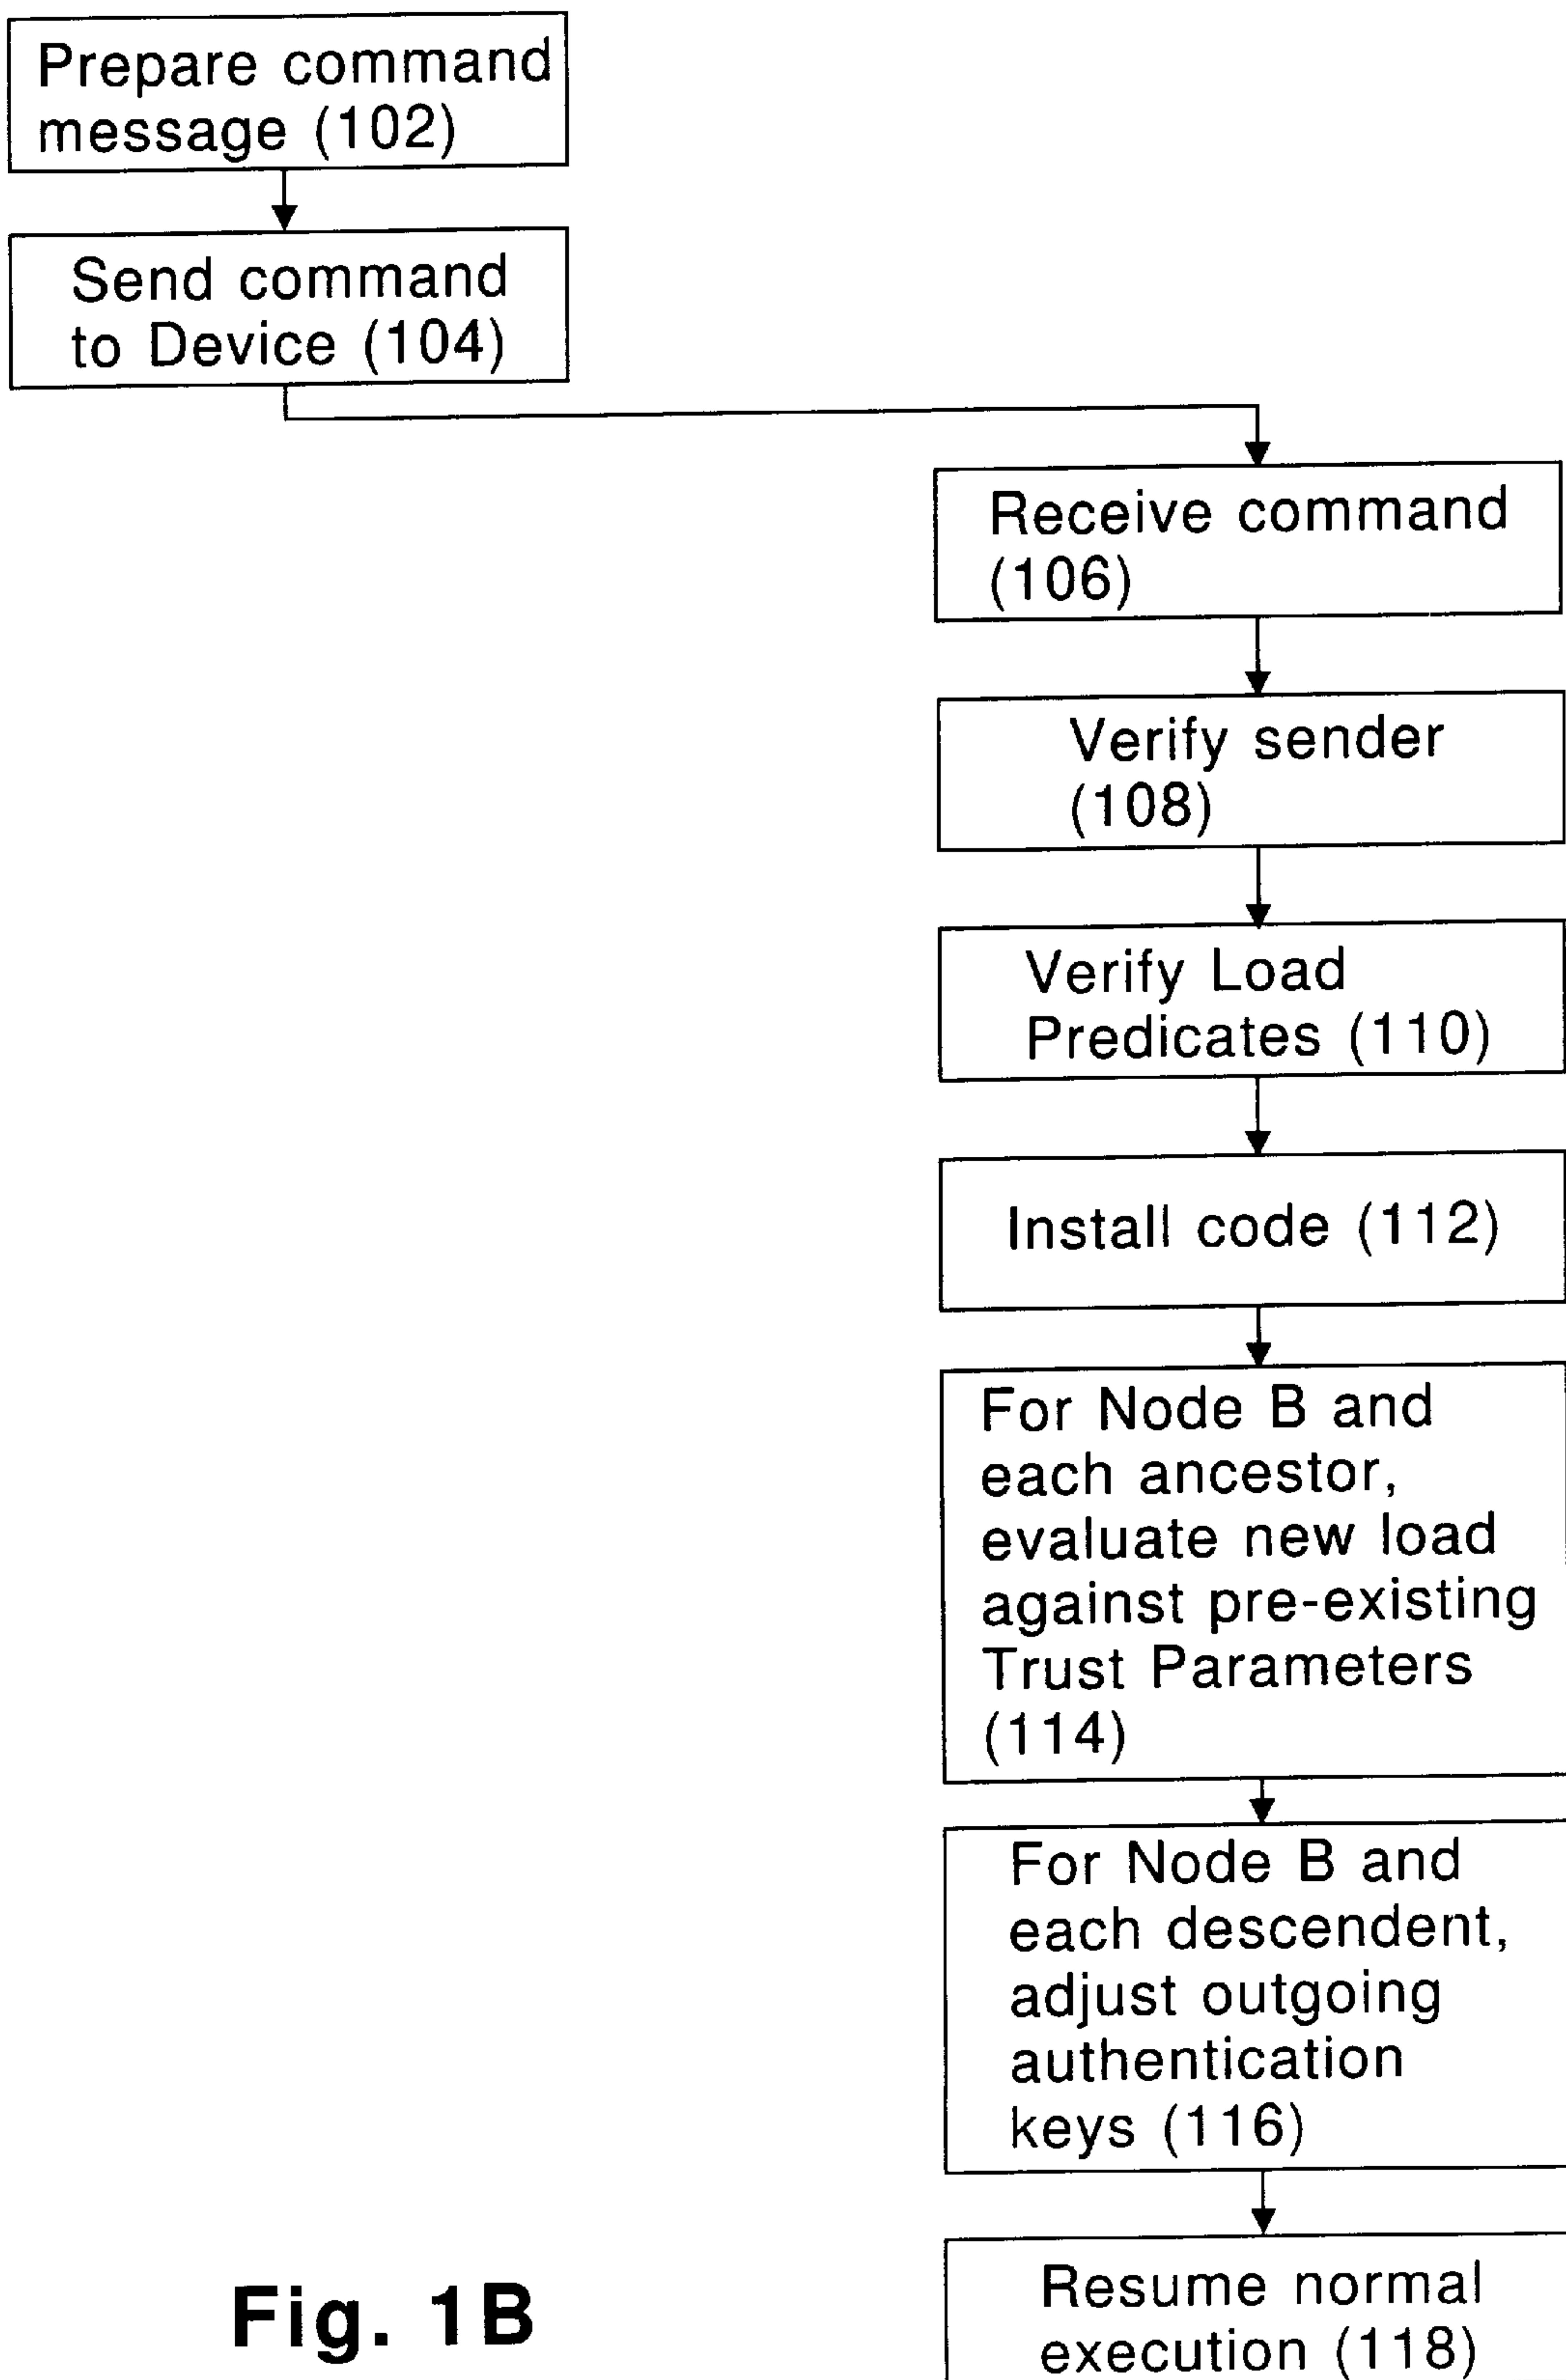 Prepare command
message (102)
Send command
to Device (104)
Receive command
(106)
Verify sender
(108)
Verify Load
Predicates (110)
Install code (112)
For Node B and
each ancestor,
evaluate new load
against pre-existing
Trust Parameters
(114)
For Node B and
each descendent,
adjust outgoing
authentication
keys (116)
Resume normal
execution (118)
Fig. 1B